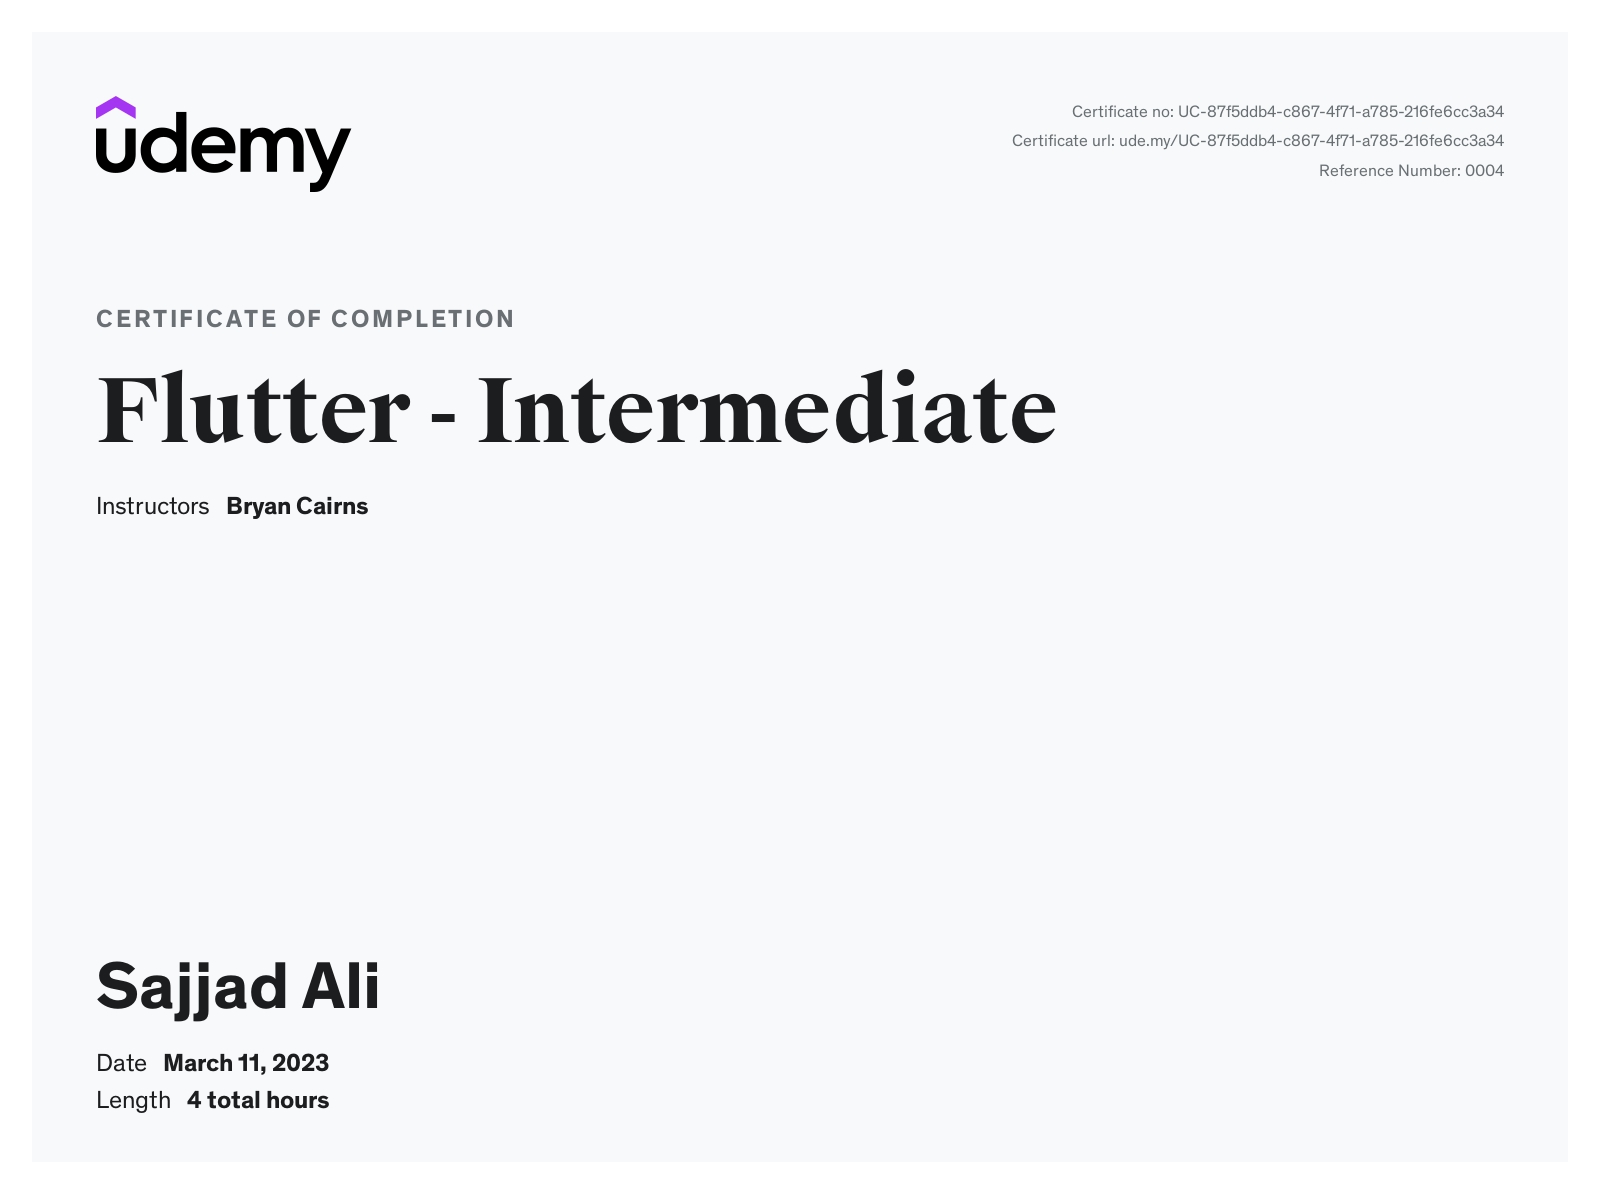 udemy
Certificate no: UC-87f5ddb4-c867-4f71-a785-216fe6cc3a34
Certificate url: ude.my/UC-87f5ddb4-c867-4f71-a785-216fe6cc3a34
Reference Number: 0004
CERTIFICATE OF COMPLETION
Flutter - Intermediate
Instructors Bryan Cairns
Sajjad Ali
Date March 11, 2023
Length 4 total hours